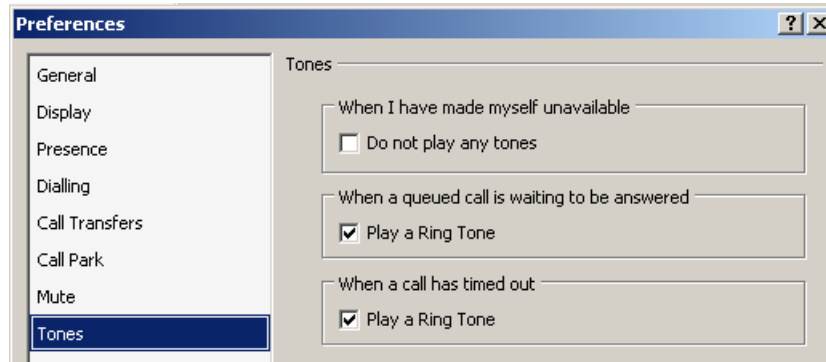 Preferences
General
Display
Presence
Dialling
Call Transfers
Call Park
Mute
Tones
Tones
When I have made myself unavailable
Do not play any tones
When a queued call is waiting to be answered
Play a Ring Tone
When a call has timed out
Play a Ring Tone